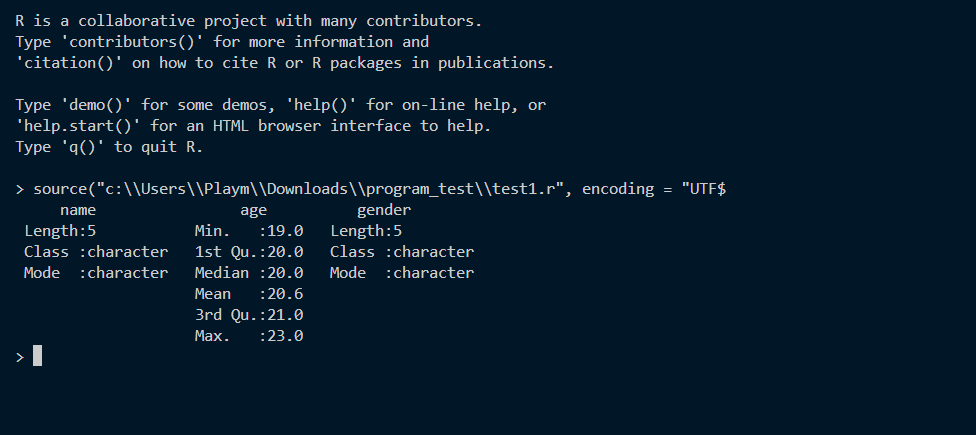 R is a collaborative project with many contributors.
Type 'contributors()' for more information and
'citation()' on how to cite R or R packages in publications.

Type 'demo()' for some demos, 'help()' for on-line help, or
'help.start()' for an HTML browser interface to help.
Type 'q()' to quit R.

> source("c:\\Users\\Playm\\Downloads\\program_test\\test1.r", encoding = "UTF$
     name                age          gender
 Length:5           Min.   :19.0   Length:5
 Class :character   1st Qu.:20.0   Class :character
 Mode  :character   Median :20.0   Mode  :character
                    Mean   :20.6
                    3rd Qu.:21.0
                    Max.   :23.0
>